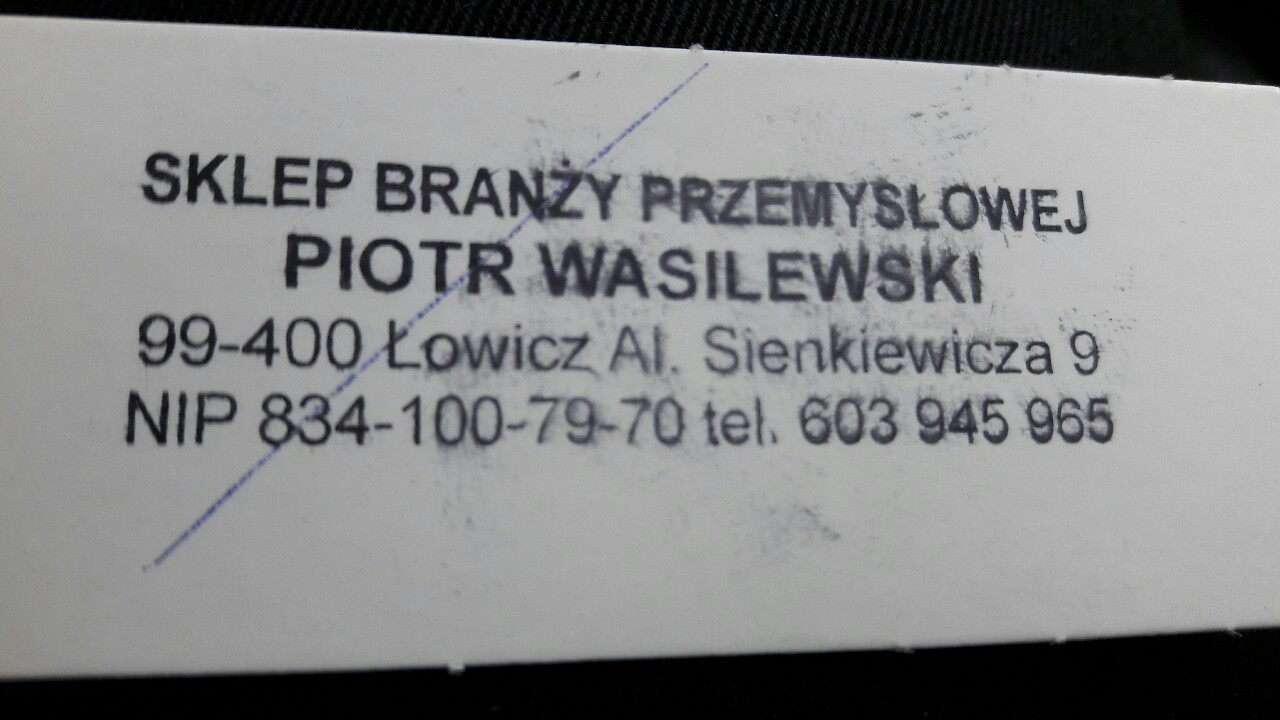 SKLEP BRANŻY PRZEMYSŁOWEJ
PIOTR WASILEWSKI
99-400 Łowicz Al. Sienkiewicza 9
NIP 834-100-79-70 tel. 603 945 965